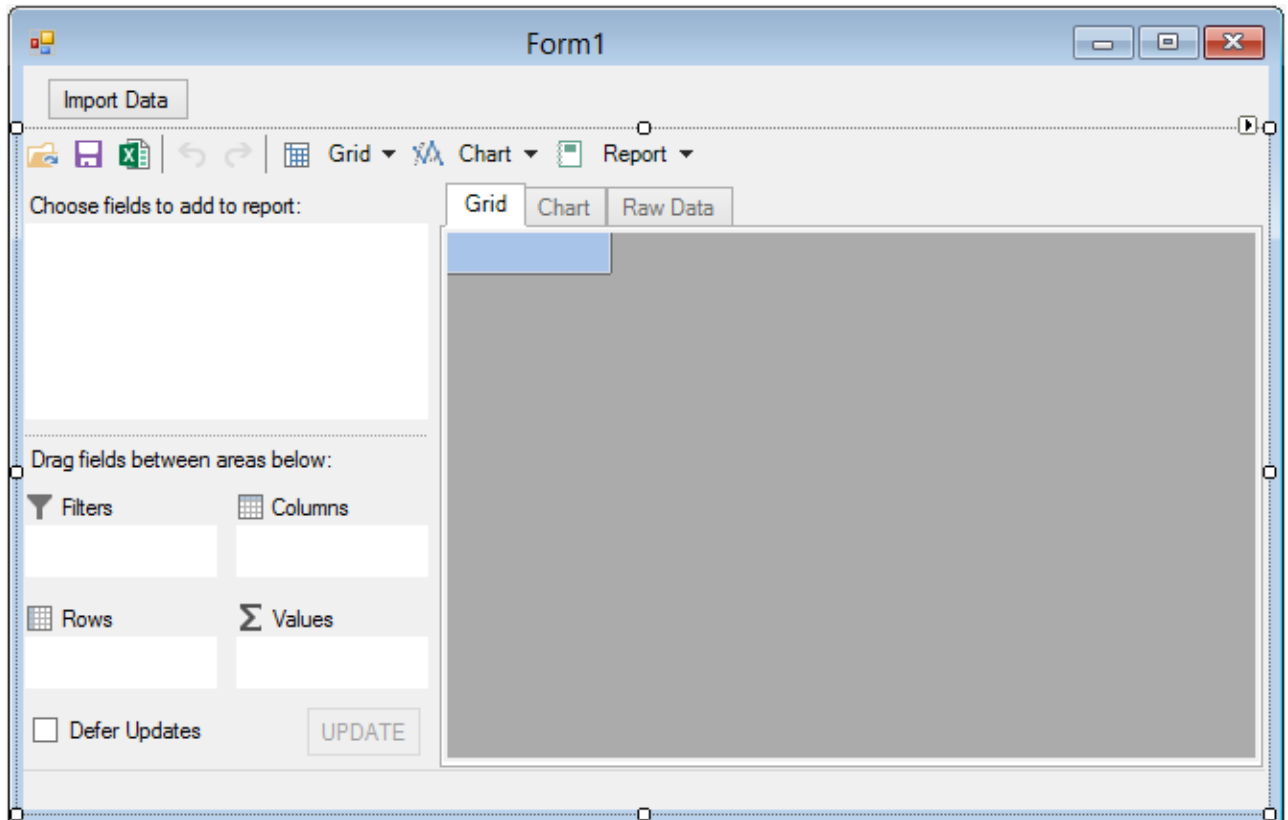 Form1
Import Data
Grid Chart Report
Choose fields to add to report:
Grid Chart Raw Data
Drag fields between areas below:
Filters Columns
Rows Σ Values
Defer Updates UPDATE